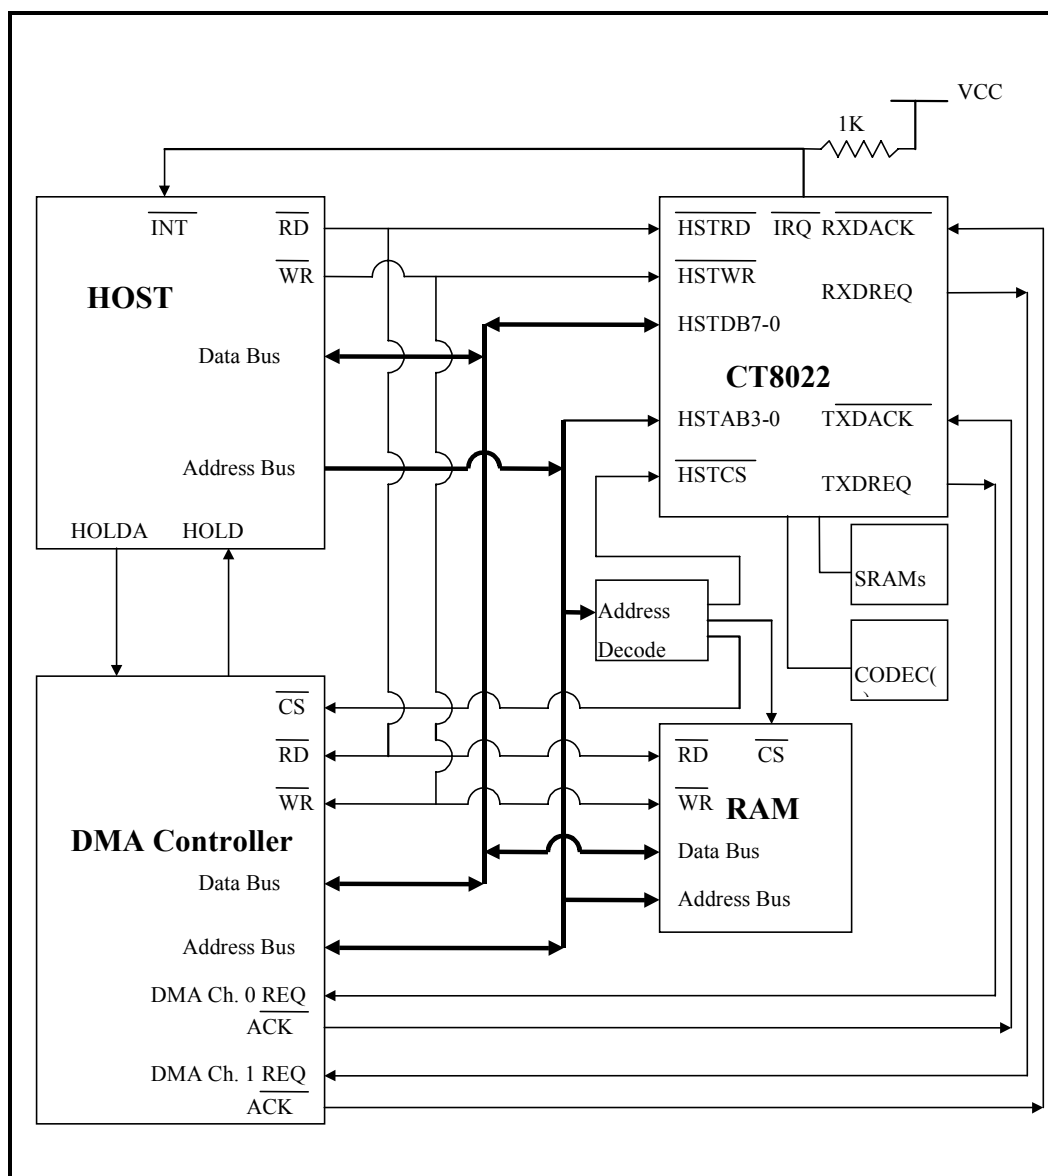 VCC
1K
INT
RD
WR
HOST
Data Bus
Address Bus
HOLDA
HOLD
HSTRD
IRQ
RXDACK
HSTWR
RXDREQ
HSTDB7-0
CT8022
HSTAB3-0
TXDACK
HSTCS
TXDREQ
SRAMs
Address
Decode
CODEC(
CS
RD
WR
DMA Controller
Data Bus
Address Bus
DMA Ch. 0 REQ
ACK
DMA Ch. 1 REQ
ACK
RD
CS
WR
RAM
Data Bus
Address Bus